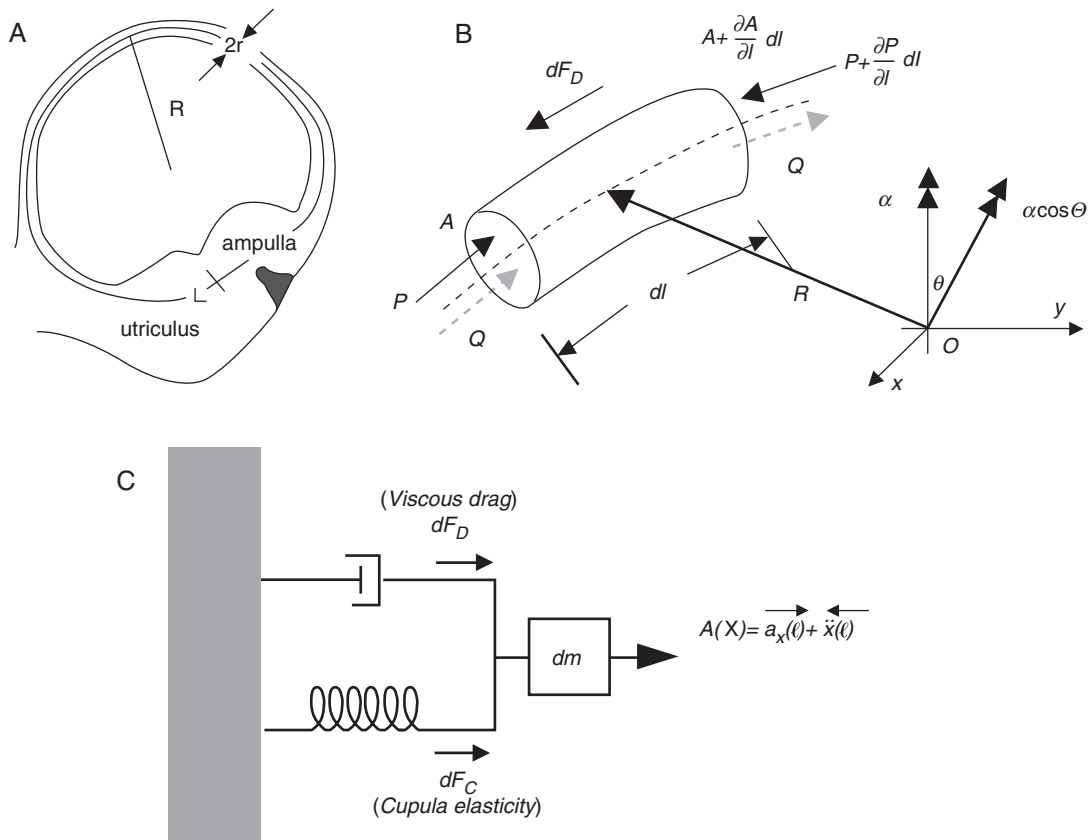 A
2r
R
ampulla
L
utriculus
B
A + ∂A/∂l dl
P + ∂P/∂l dl
dF_D
Q
A
α
αcosΘ
P
dl
R
θ
y
Q
O
x
C
(Viscous drag)
dF_D
A(X) = a_x(ℓ) + ẍ(ℓ)
dm
dF_C
(Cupula elasticity)